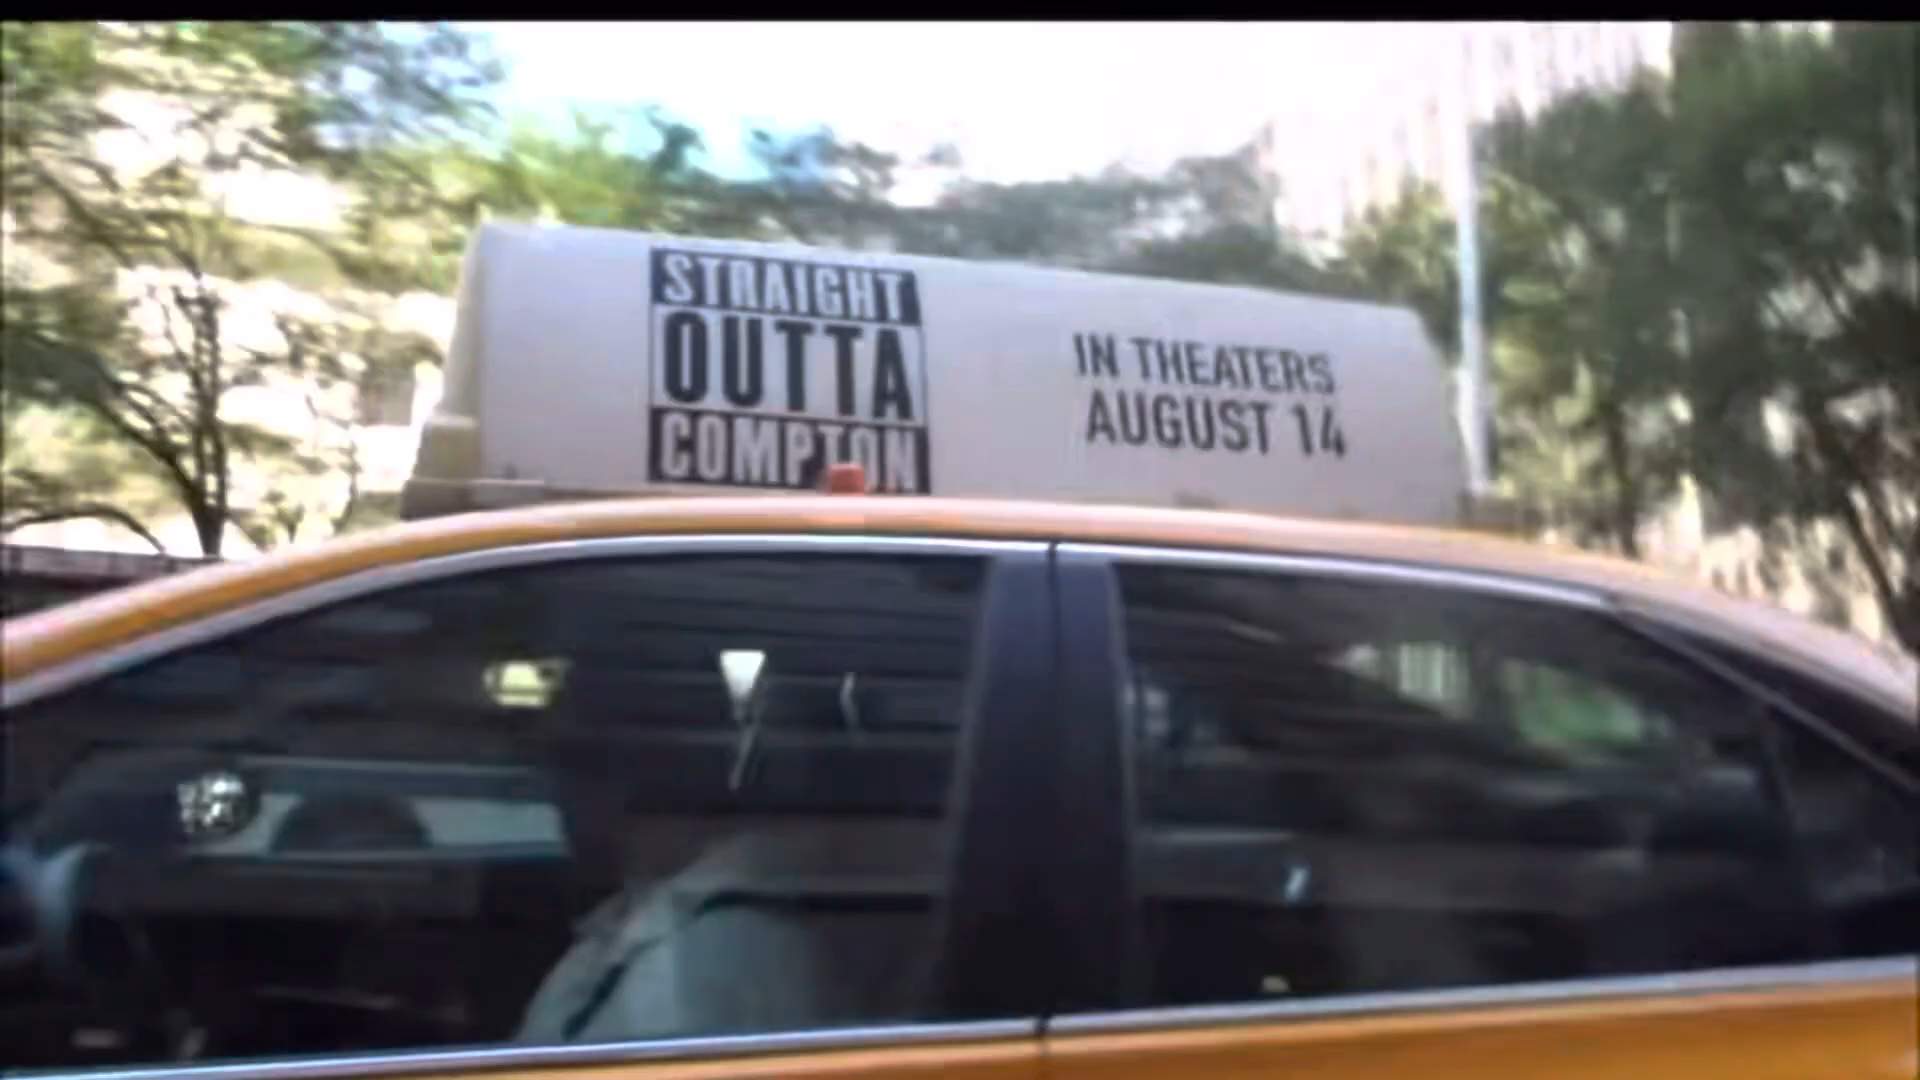 STRAIGHT
OUTTA
COMPTON
IN THEATERS
AUGUST 14